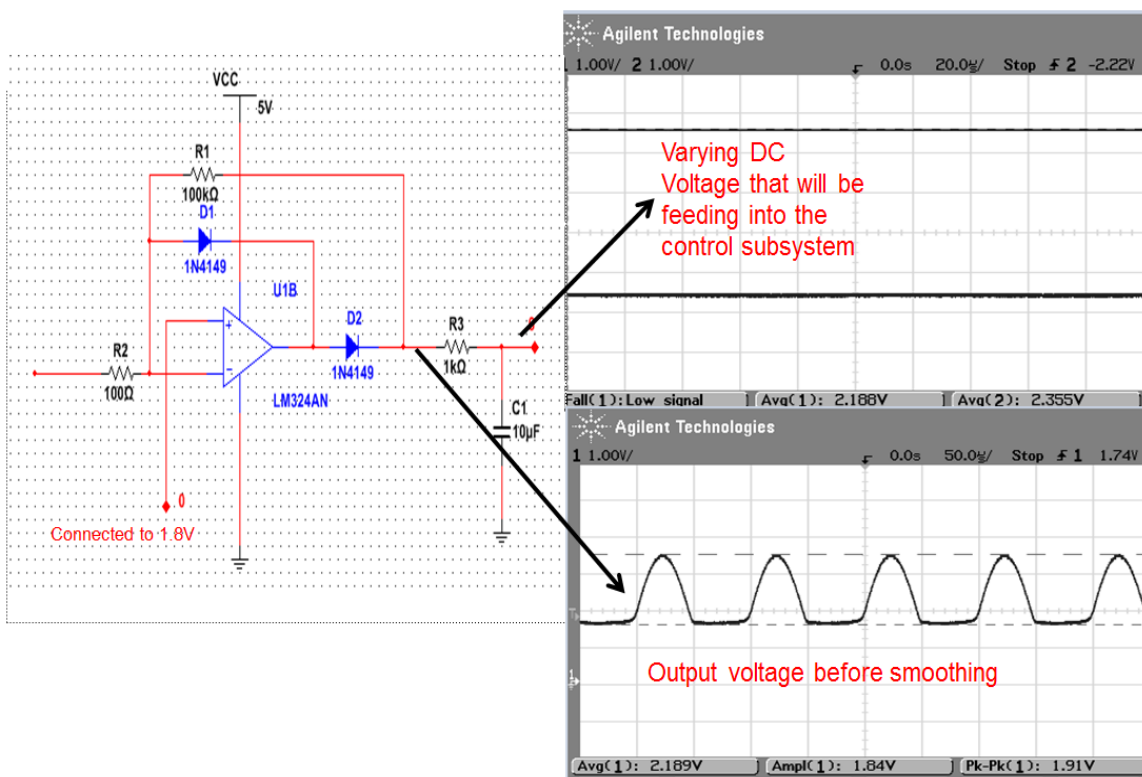 VCC
5V
R1
100kΩ
D1
1N4149
U1B
+
−
LM324AN
R2
100Ω
D2
1N4149
R3
1kΩ
0
C1
10µF
0
Connected to 1.8V
Agilent Technologies
1.00V/ 2 1.00V/ 0.0s 20.0㎲/ Stop 2 -2.22V
Varying DC
Voltage that will be
feeding into the
control subsystem
Fall(1):Low signal Avg(1): 2.188V Avg(2): 2.355V
Agilent Technologies
1 1.00V/ 0.0s 50.0㎲/ Stop 1 1.74V
1
Output voltage before smoothing
Avg(1): 2.189V Ampl(1): 1.84V Pk-Pk(1): 1.91V